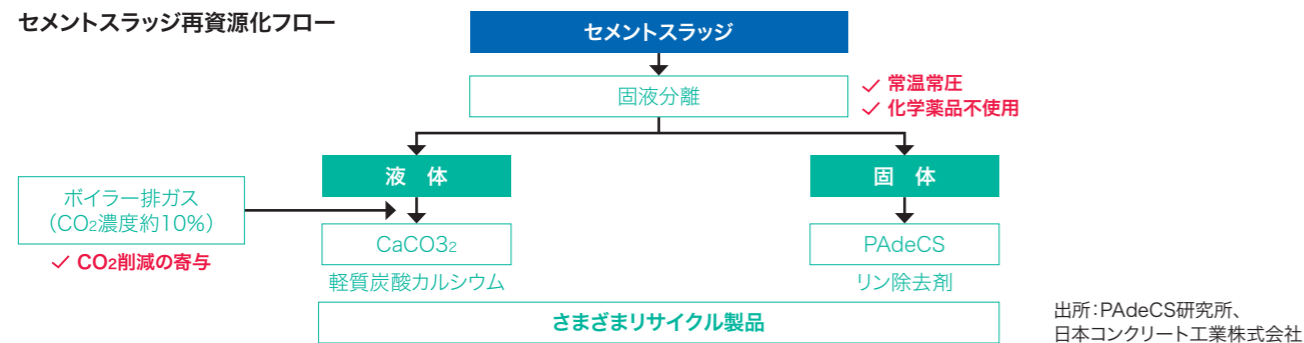 セメントスラッジ再資源化フロー
セメントスラッジ
固液分離
✓ 常温常圧
✓ 化学薬品不使用
液 体
固 体
ボイラー排ガス
（CO2濃度約10%）
✓ CO2削減の寄与
CaCO32
PAdeCS
軽質炭酸カルシウム
リン除去剤
さまざまリサイクル製品
出所：PAdeCS研究所、
日本コンクリート工業株式会社